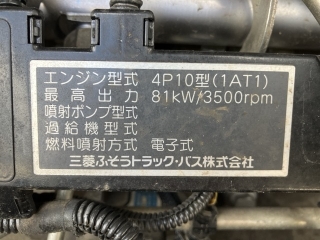 エンジン型式 4P10型(1AT1)
最高出力 81kW/3500rpm
噴射ポンプ型式
過給機型式
燃料噴射方式 電子式
三菱ふそうトラック・バス株式会社